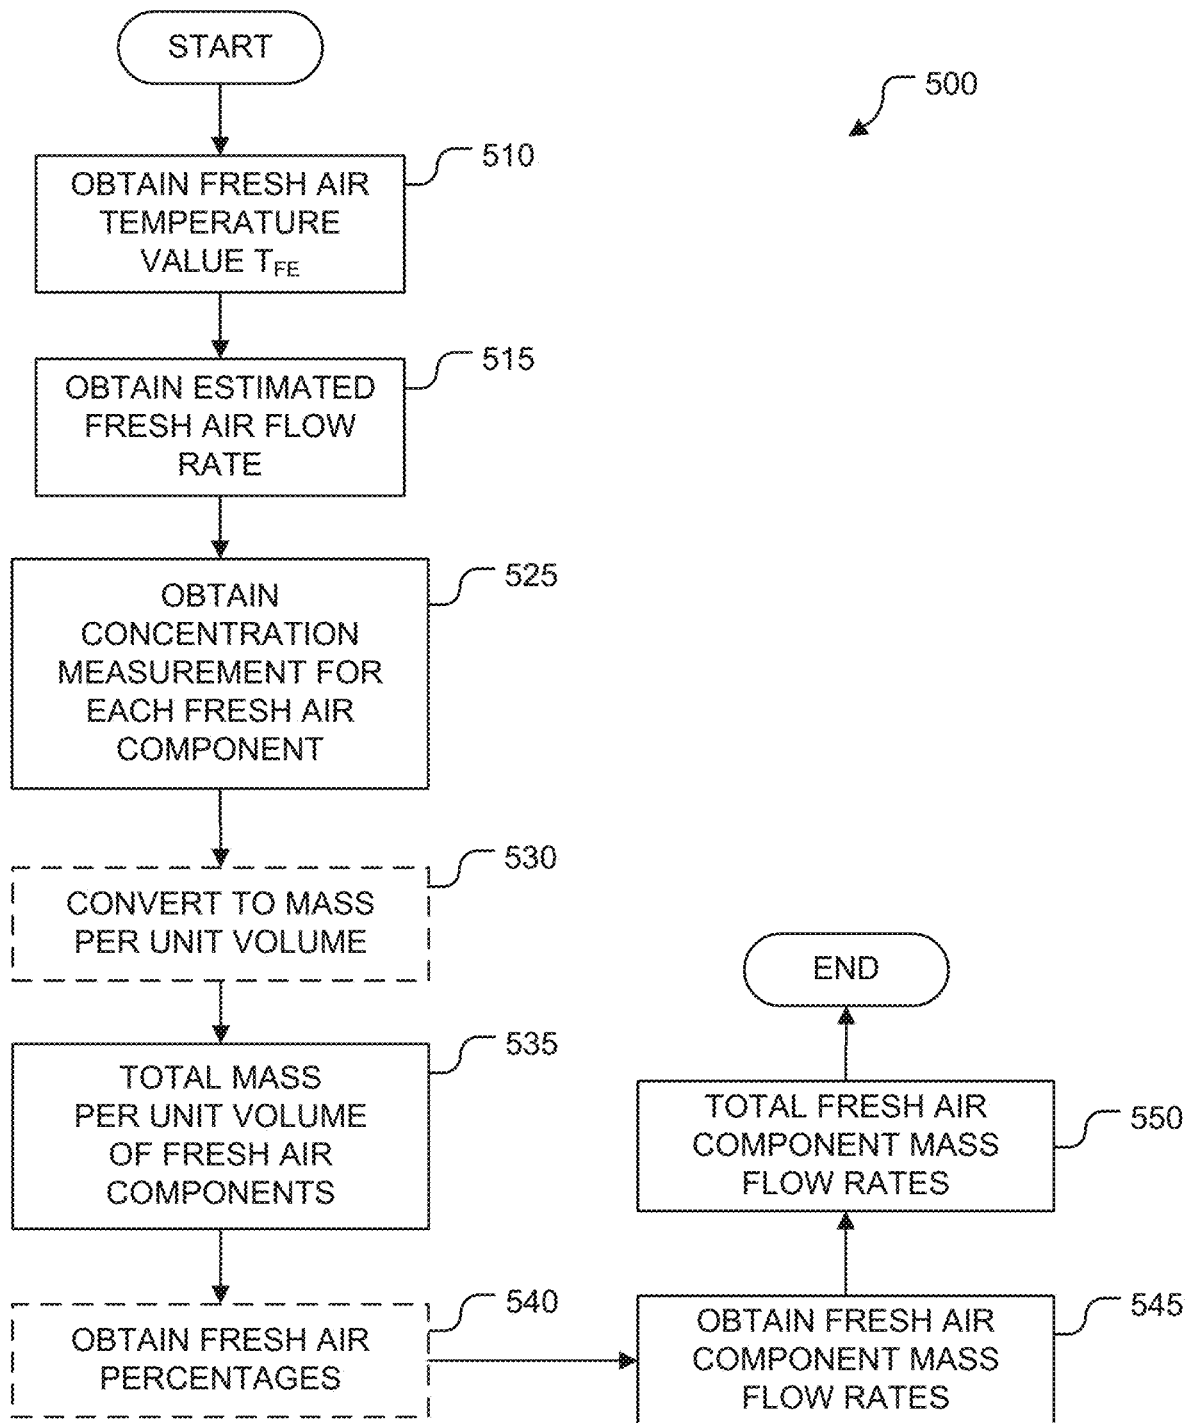 START
500
510
OBTAIN FRESH AIR
TEMPERATURE
VALUE T_FE
515
OBTAIN ESTIMATED
FRESH AIR FLOW
RATE
525
OBTAIN
CONCENTRATION
MEASUREMENT FOR
EACH FRESH AIR
COMPONENT
530
CONVERT TO MASS
PER UNIT VOLUME
535
TOTAL MASS
PER UNIT VOLUME
OF FRESH AIR
COMPONENTS
540
OBTAIN FRESH AIR
PERCENTAGES
545
OBTAIN FRESH AIR
COMPONENT MASS
FLOW RATES
550
TOTAL FRESH AIR
COMPONENT MASS
FLOW RATES
END